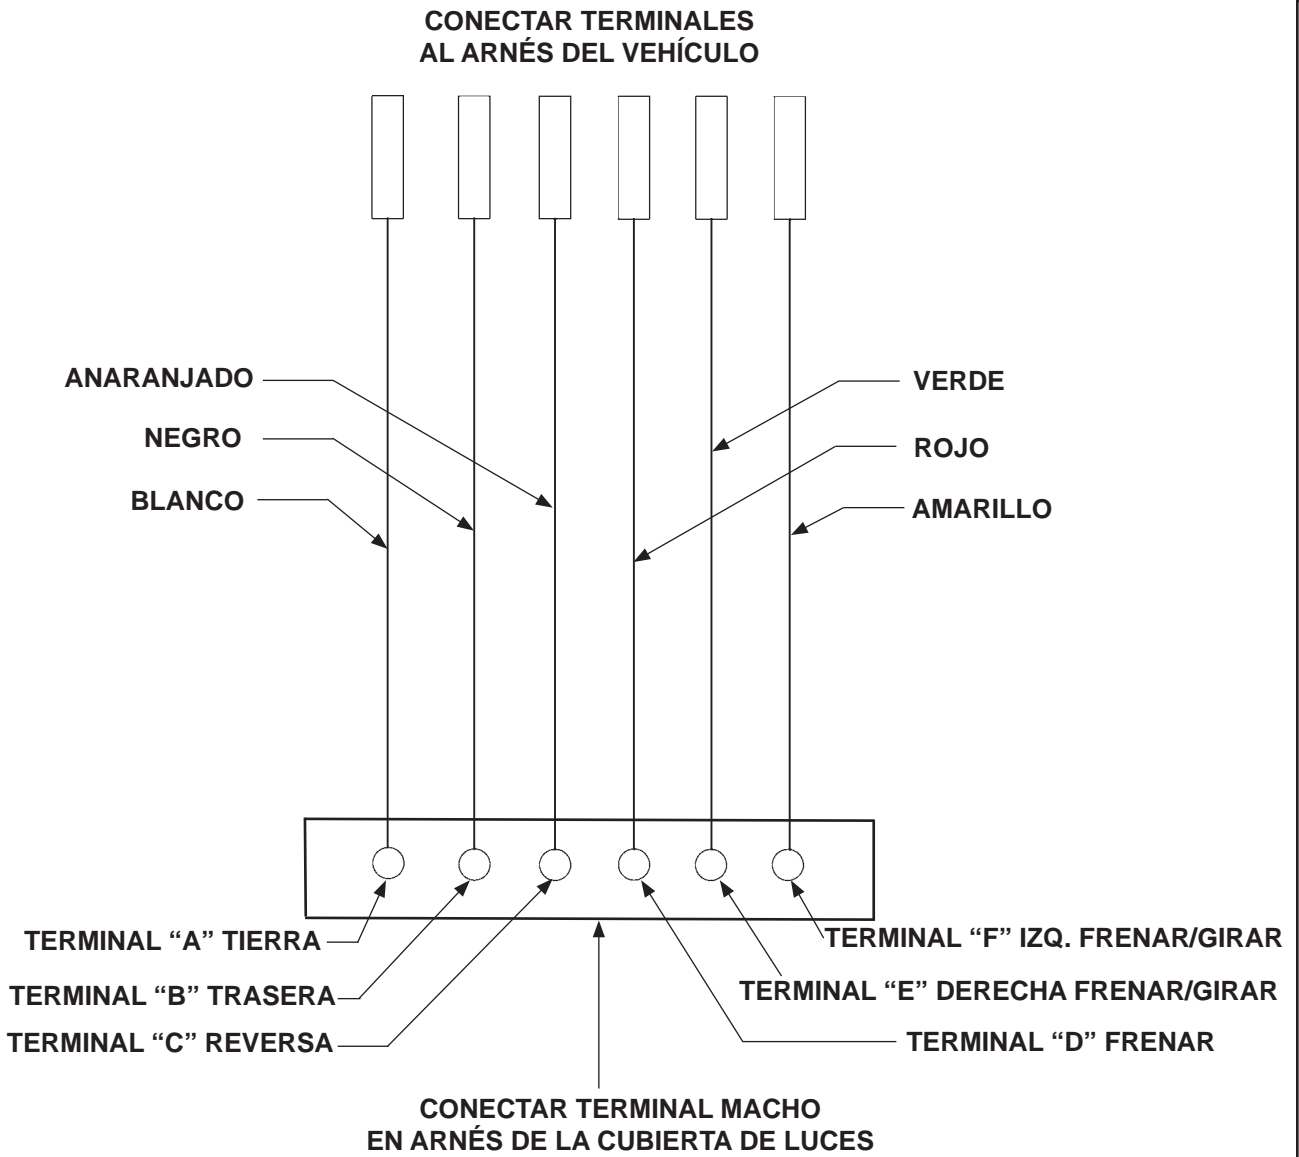 CONECTAR TERMINALES
AL ARNÉS DEL VEHÍCULO
ANARANJADO
NEGRO
BLANCO
VERDE
ROJO
AMARILLO
TERMINAL “A” TIERRA
TERMINAL “B” TRASERA
TERMINAL “C” REVERSA
TERMINAL “F” IZQ. FRENAR/GIRAR
TERMINAL “E” DERECHA FRENAR/GIRAR
TERMINAL “D” FRENAR
CONECTAR TERMINAL MACHO
EN ARNÉS DE LA CUBIERTA DE LUCES